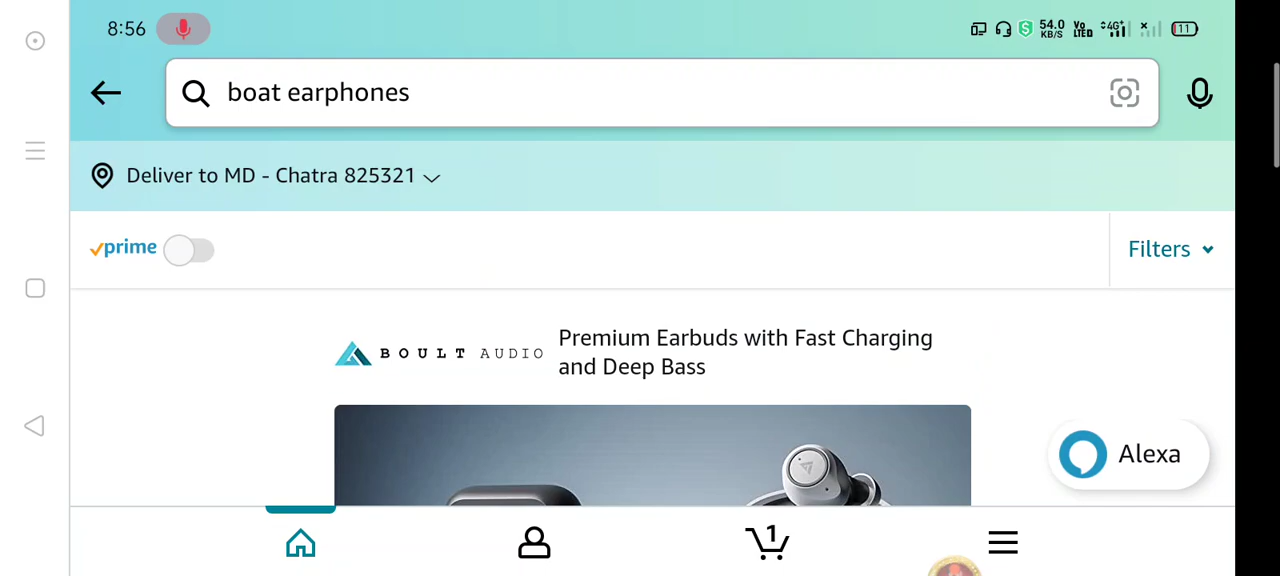 8:56
54.0
KB/S
Vo
LTED
4G+
11
boat earphones
Deliver to MD - Chatra 825321
prime
Filters
BOULT AUDIO
Premium Earbuds with Fast Charging
and Deep Bass
Alexa
1